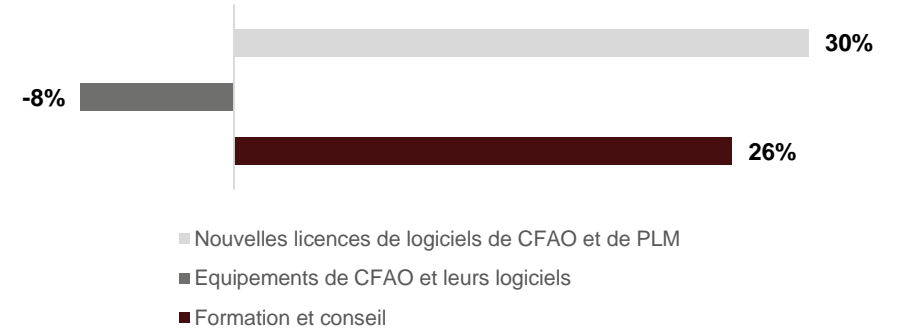 30%
-8%
26%
Nouvelles licences de logiciels de CFAO et de PLM
Equipements de CFAO et leurs logiciels
Formation et conseil